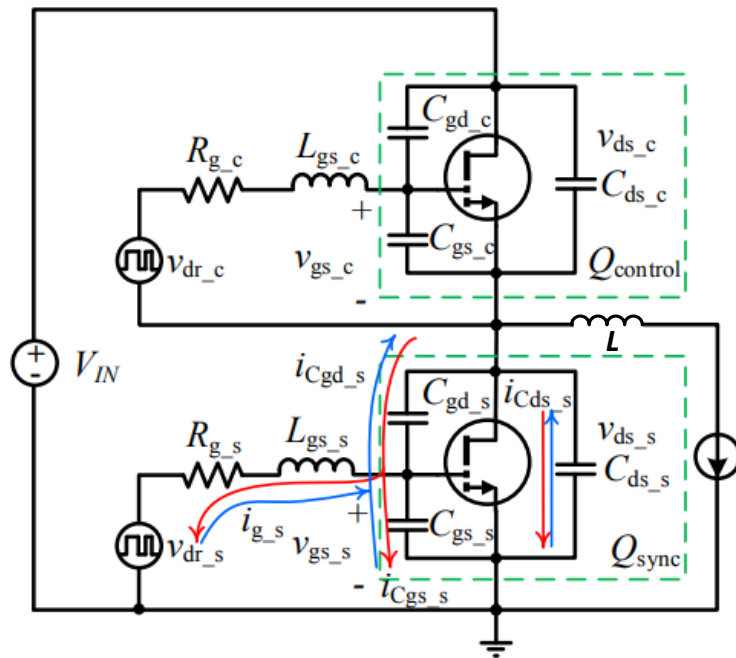 C_gd_c
v_ds_c
R_g_c
L_gs_c
C_ds_c
+
C_gs_c
v_dr_c
v_gs_c
Q_control
-
+
-
V_IN
L
i_Cgd_s
C_gd_s
i_Cds_s
R_g_s
L_gs_s
v_ds_s
C_ds_s
+
i_g_s
C_gs_s
v_dr_s
v_gs_s
Q_sync
-
i_Cgs_s